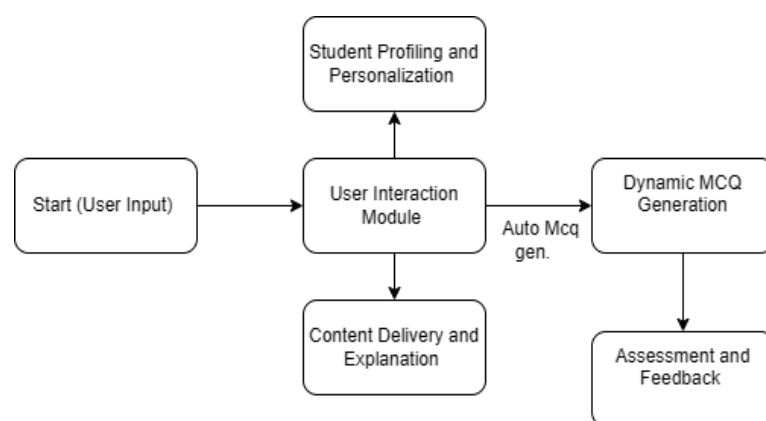 Student Profiling and
Personalization
Start (User Input)
User Interaction
Module
Auto Mcq
gen.
Dynamic MCQ
Generation
Content Delivery and
Explanation
Assessment and
Feedback